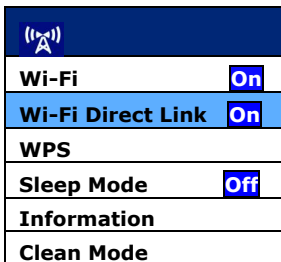 Wi-Fi On
Wi-Fi Direct Link On
WPS
Sleep Mode Off
Information
Clean Mode